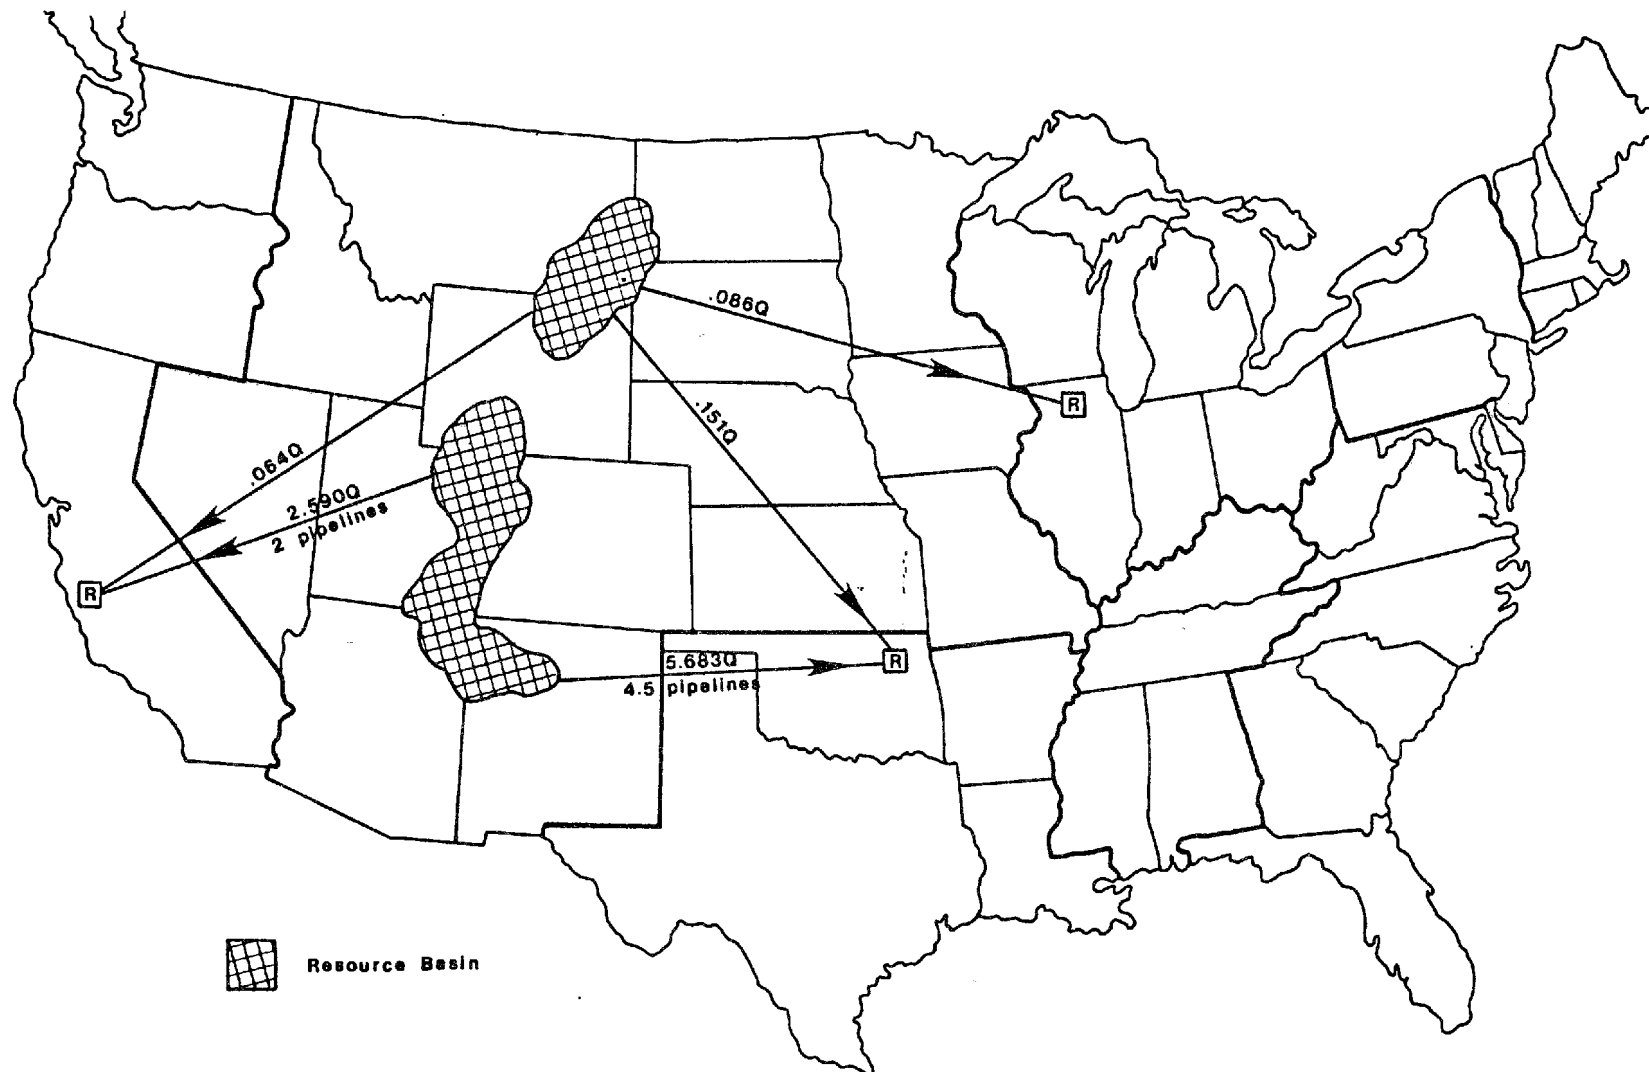 .086Q
R
.151Q
.064Q
2.590Q
2 pipelines
R
5.683Q
4.5 pipelines
R
Resource Basin